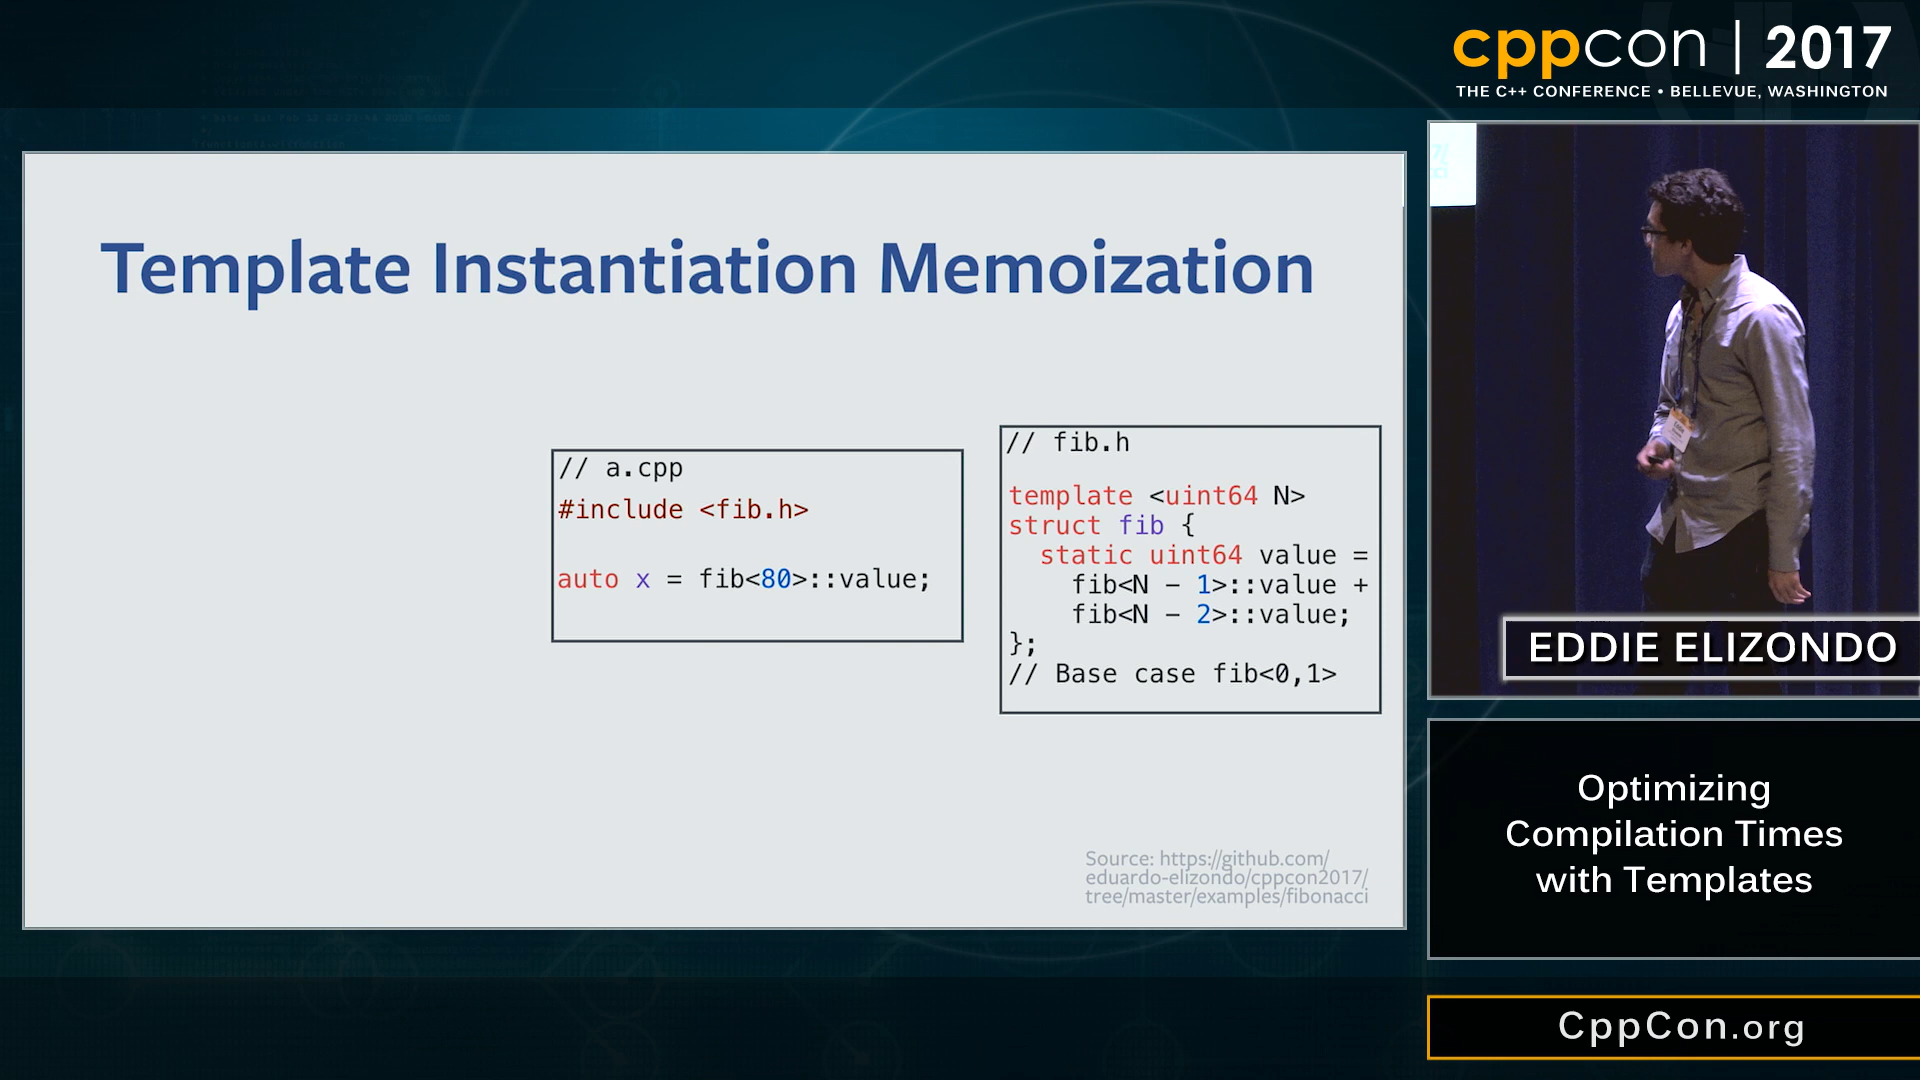 cppcon | 2017
THE C++ CONFERENCE • BELLEVUE, WASHINGTON
Template Instantiation Memoization
// a.cpp
#include <fib.h>
auto x = fib<80>::value;
// fib.h
template <uint64 N>
struct fib {
static uint64 value =
fib<N - 1>::value +
fib<N - 2>::value;
};
// Base case fib<0,1>
Source: https://github.com/
eduardo-elizondo/cppcon2017/
tree/master/examples/fibonacci
EDDIE ELIZONDO
Optimizing
Compilation Times
with Templates
CppCon.org